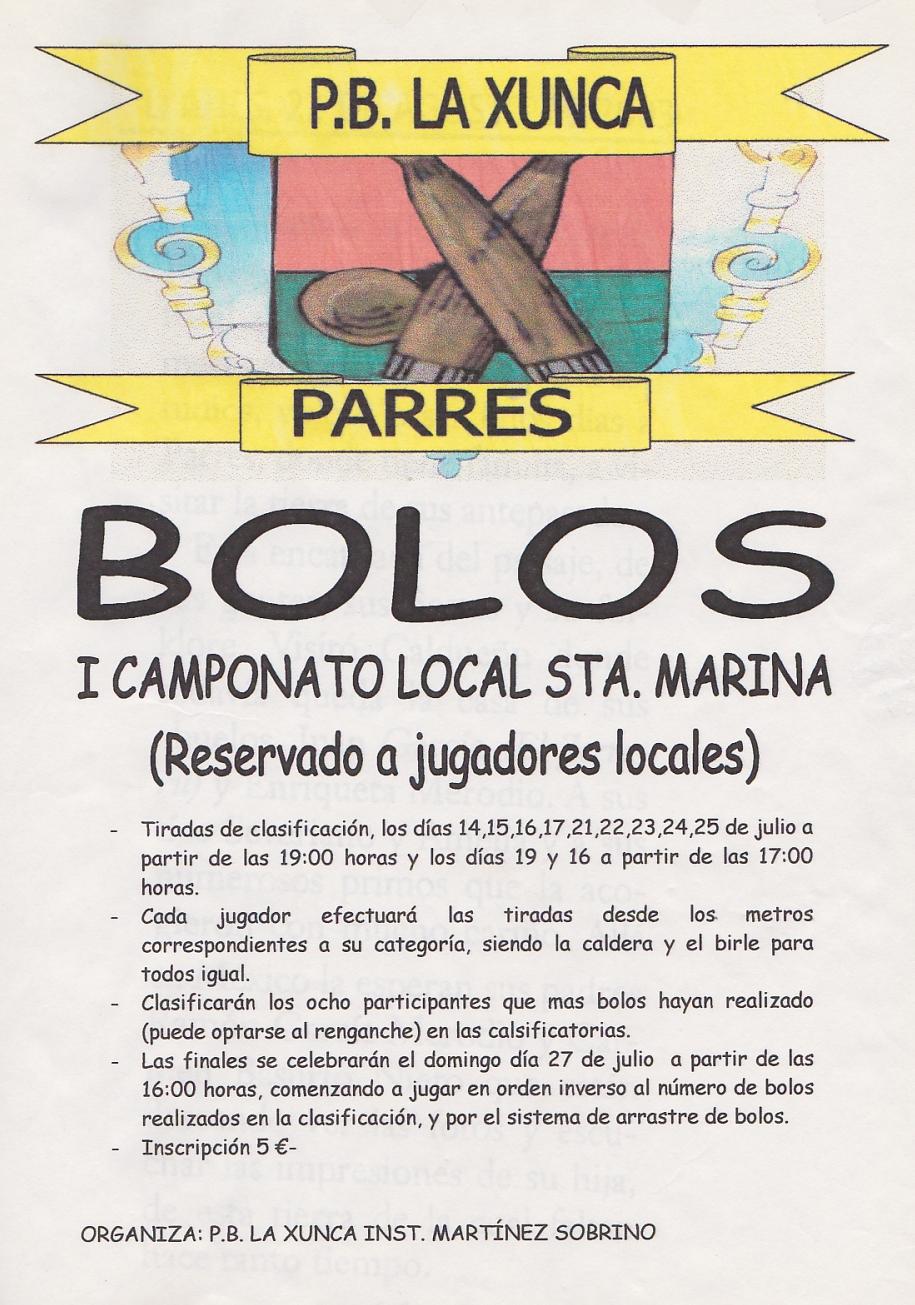 P.B. LA XUNCA
PARRES
BOLOS
I CAMPONATO LOCAL STA. MARINA
(Reservado a jugadores locales)
- Tiradas de clasificación, los días 14,15,16,17,21,22,23,24,25 de julio a
partir de las 19:00 horas y los días 19 y 16 a partir de las 17:00
horas.
- Cada jugador efectuará las tiradas desde los metros
correspondientes a su categoría, siendo la caldera y el birle para
todos igual.
- Clasificarán los ocho participantes que mas bolos hayan realizado
(puede optarse al renganche) en las calsificatorias.
- Las finales se celebrarán el domingo día 27 de julio a partir de las
16:00 horas, comenzando a jugar en orden inverso al número de bolos
realizados en la clasificación, y por el sistema de arrastre de bolos.
- Inscripción 5 €-
ORGANIZA: P.B. LA XUNCA INST. MARTÍNEZ SOBRINO